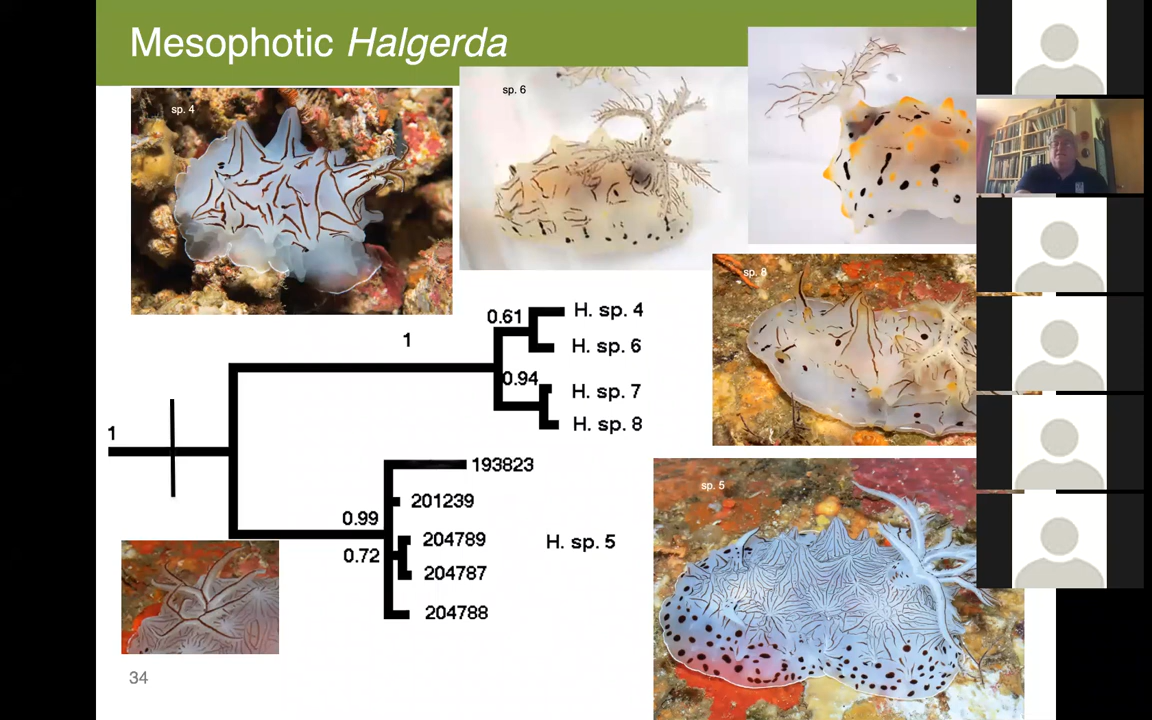 Mesophotic Halgerda
sp. 4
sp. 6
sp. 8
0.61
H. sp. 4
1
H. sp. 6
0.94
H. sp. 7
H. sp. 8
1
193823
201239
0.99
204789
H. sp. 5
0.72
204787
204788
sp. 5
34